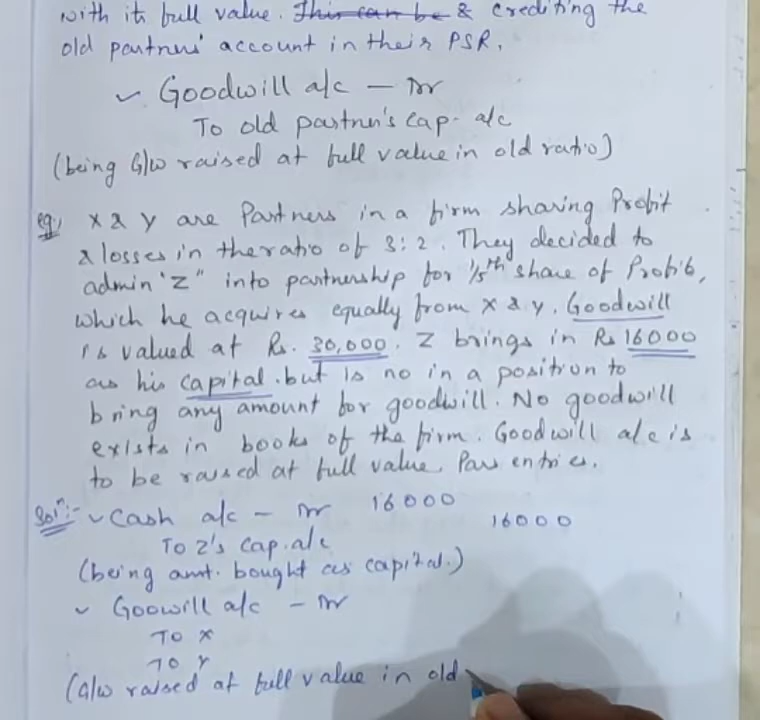 with its full value. This can be & crediting the
old partners' account in their PSR.
✓ Goodwill a/c — Dr
To old partner's cap. a/c
(being G/w raised at full value in old ratio)
eg; X & Y are Partners in a firm sharing Profit
& losses in the ratio of 3:2. They decided to
admin "Z" into partnership for 1/5th share of Profits,
which he acquires equally from X & Y. Goodwill
is valued at Rs. 30,000. Z brings in Rs 16000
as his capital. but is no in a position to
bring any amount for goodwill. No goodwill
exists in books of the firm. Goodwill a/c is
to be raised at full value. Pass entries.
Soln:- ✓ Cash a/c — Dr 16000
16000
To Z's Cap. a/c
(being amt. bought as capital.)
✓ Goowill a/c — Dr
To X
To Y
(G/w raised at full value in old